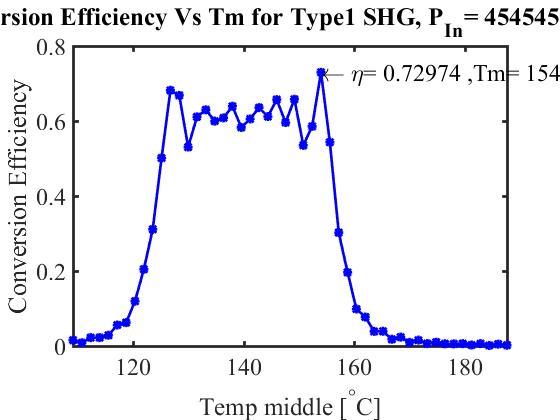 rsion Efficiency Vs Tm for Type1 SHG, P_In= 454545
0.8
0.6
0.4
0.2
0
Conversion Efficiency
← η= 0.72974 ,Tm= 154
120 140 160 180
Temp middle [°C]